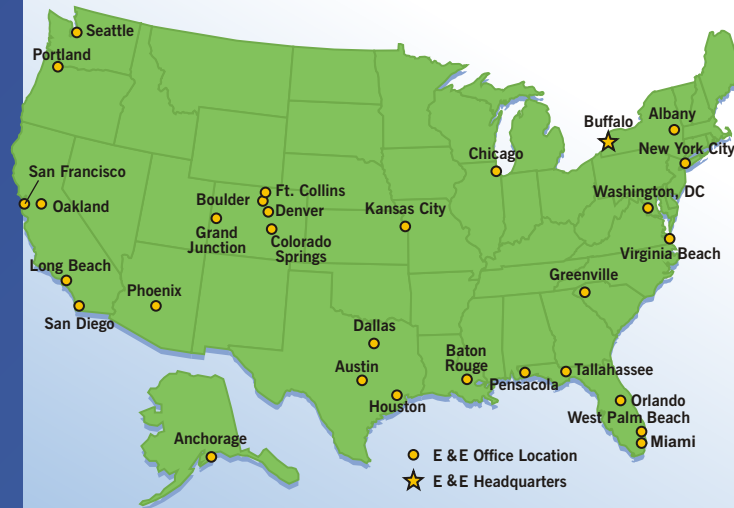 Seattle
Portland
Buffalo
Albany
New York City
Chicago
San Francisco
Oakland
Boulder
Ft. Collins
Denver
Grand
Junction
Colorado
Springs
Kansas City
Washington, DC
Virginia Beach
Long Beach
Phoenix
San Diego
Greenville
Dallas
Austin
Houston
Baton
Rouge
Pensacola
Tallahassee
Orlando
West Palm Beach
Miami
Anchorage
E & E Office Location
E & E Headquarters